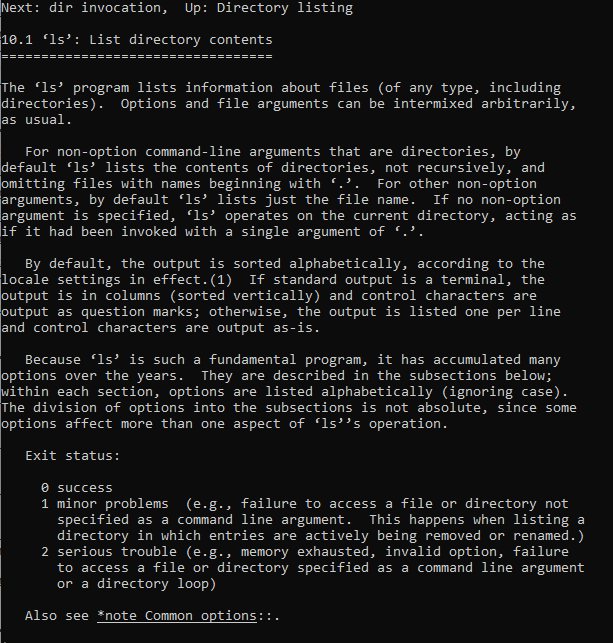 Next: dir invocation,  Up: Directory listing
10.1 ‘ls’: List directory contents
==================================
The ‘ls’ program lists information about files (of any type, including
directories).  Options and file arguments can be intermixed arbitrarily,
as usual.
For non-option command-line arguments that are directories, by
default ‘ls’ lists the contents of directories, not recursively, and
omitting files with names beginning with ‘.’.  For other non-option
arguments, by default ‘ls’ lists just the file name.  If no non-option
argument is specified, ‘ls’ operates on the current directory, acting as
if it had been invoked with a single argument of ‘.’.
By default, the output is sorted alphabetically, according to the
locale settings in effect.(1)  If standard output is a terminal, the
output is in columns (sorted vertically) and control characters are
output as question marks; otherwise, the output is listed one per line
and control characters are output as-is.
Because ‘ls’ is such a fundamental program, it has accumulated many
options over the years.  They are described in the subsections below;
within each section, options are listed alphabetically (ignoring case).
The division of options into the subsections is not absolute, since some
options affect more than one aspect of ‘ls’’s operation.
Exit status:
0 success
1 minor problems  (e.g., failure to access a file or directory not
specified as a command line argument.  This happens when listing a
directory in which entries are actively being removed or renamed.)
2 serious trouble (e.g., memory exhausted, invalid option, failure
to access a file or directory specified as a command line argument
or a directory loop)
Also see *note Common options::.